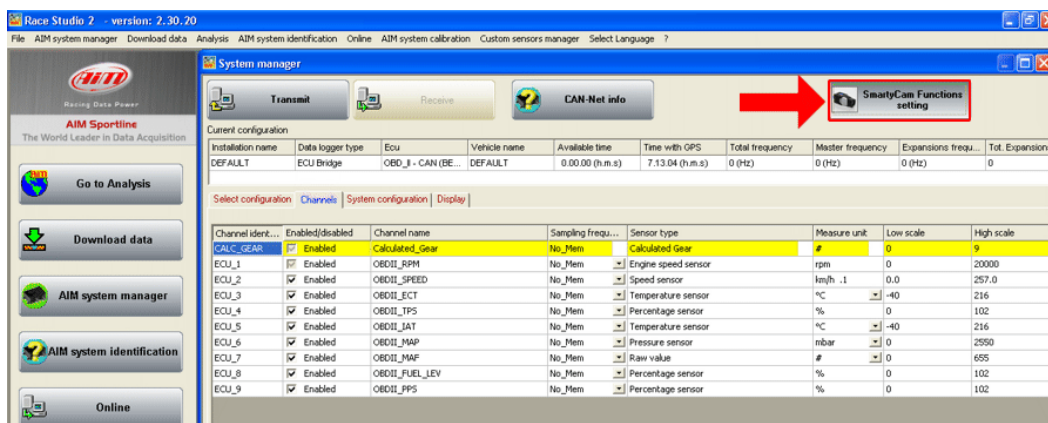 Race Studio 2 - version: 2.30.20
File AIM system manager Download data Analysis AIM system identification Online AIM system calibration Custom sensors manager Select Language ?
AiM
Racing Data Power
AIM Sportline
The World Leader in Data Acquisition
Go to Analysis
Download data
AIM system manager
AIM system identification
Online
System manager
Transmit
Receive
CAN-Net info
SmartyCam Functions
setting
Current configuration
Installation name Data logger type Ecu Vehicle name Available time Time with GPS Total frequency Master frequency Expansions frequ... Tot. Expansion
DEFAULT ECU Bridge OBD_II - CAN (BE... DEFAULT 0.00.00 (h.m.s) 7.13.04 (h.m.s) 0 (Hz) 0 (Hz) 0 (Hz) 0
Select configuration Channels System configuration Display
Channel ident... Enabled/disabled Channel name Sampling frequ... Sensor type Measure unit Low scale High scale
CALC_GEAR Enabled Calculated_Gear No_Mem Calculated Gear # 0 9
ECU_1 Enabled OBDII_RPM No_Mem Engine speed sensor rpm 0 20000
ECU_2 Enabled OBDII_SPEED No_Mem Speed sensor km/h .1 0.0 257.0
ECU_3 Enabled OBDII_ECT No_Mem Temperature sensor °C -40 216
ECU_4 Enabled OBDII_TPS No_Mem Percentage sensor % 0 102
ECU_5 Enabled OBDII_IAT No_Mem Temperature sensor °C -40 216
ECU_6 Enabled OBDII_MAP No_Mem Pressure sensor mbar 0 2550
ECU_7 Enabled OBDII_MAF No_Mem Raw value # 0 655
ECU_8 Enabled OBDII_FUEL_LEV No_Mem Percentage sensor % 0 102
ECU_9 Enabled OBDII_PPS No_Mem Percentage sensor % 0 102